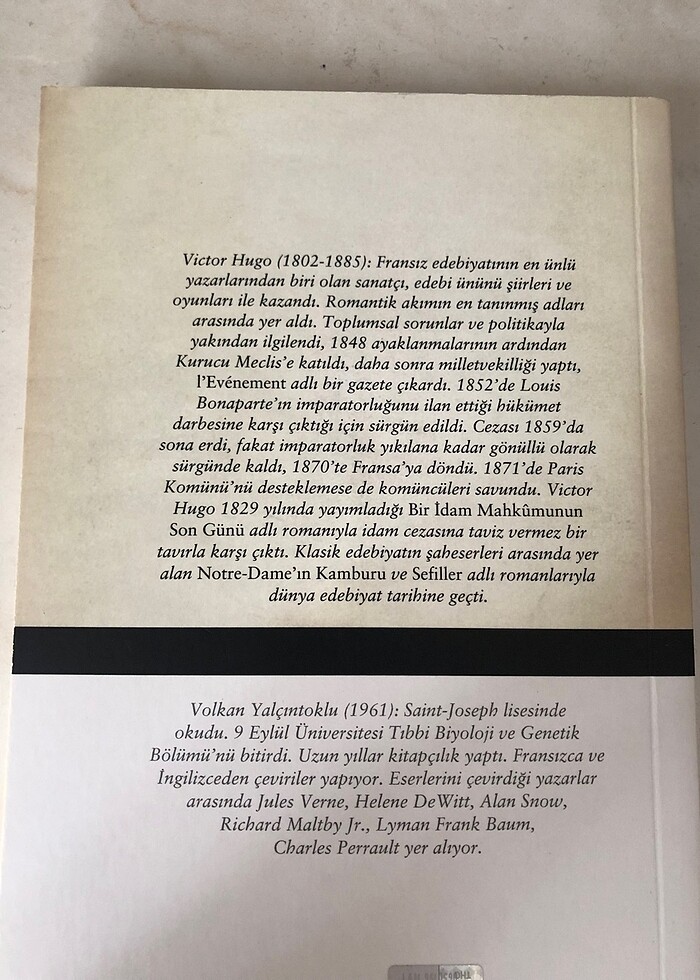 Victor Hugo (1802-1885): Fransız edebiyatının en ünlü
yazarlarından biri olan sanatçı, edebi ününü şiirleri ve
oyunları ile kazandı. Romantik akımın en tanınmış adları
arasında yer aldı. Toplumsal sorunlar ve politikayla
yakından ilgilendi, 1848 ayaklanmalarının ardından
Kurucu Meclis'e katıldı, daha sonra milletvekilliği yaptı,
l'Evénement adlı bir gazete çıkardı. 1852'de Louis
Bonaparte'ın imparatorluğunu ilan ettiği hükümet
darbesine karşı çıktığı için sürgün edildi. Cezası 1859'da
sona erdi, fakat imparatorluk yıkılana kadar gönüllü olarak
sürgünde kaldı, 1870'te Fransa'ya döndü. 1871'de Paris
Komünü'nü desteklemese de komüncüleri savundu. Victor
Hugo 1829 yılında yayımladığı Bir İdam Mahkûmunun
Son Günü adlı romanıyla idam cezasına taviz vermez bir
tavırla karşı çıktı. Klasik edebiyatın şaheserleri arasında yer
alan Notre-Dame'ın Kamburu ve Sefiller adlı romanlarıyla
dünya edebiyat tarihine geçti.
Volkan Yalçıntoklu (1961): Saint-Joseph lisesinde
okudu. 9 Eylül Üniversitesi Tıbbi Biyoloji ve Genetik
Bölümü'nü bitirdi. Uzun yıllar kitapçılık yaptı. Fransızca ve
İngilizceden çeviriler yapıyor. Eserlerini çevirdiği yazarlar
arasında Jules Verne, Helene DeWitt, Alan Snow,
Richard Maltby Jr., Lyman Frank Baum,
Charles Perrault yer alıyor.